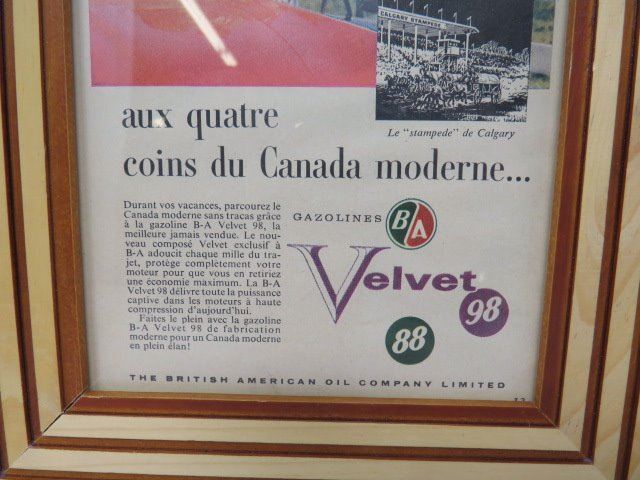 CALGARY STAMPEDE
Le "stampede" de Calgary
aux quatre
coins du Canada moderne...
Durant vos vacances, parcourez le
Canada moderne sans tracas grâce
à la gazoline B-A Velvet 98, la
meilleure jamais vendue. Le nou-
veau composé Velvet exclusif à
B-A adoucit chaque mille du tra-
jet, protège complètement votre
moteur pour que vous en retiriez
une économie maximum. La B-A
Velvet 98 délivre toute la puissance
captive dans les moteurs à haute
compression d'aujourd'hui.
Faites le plein avec la gazoline
B-A Velvet 98 de fabrication
moderne pour un Canada moderne
en plein élan!
GAZOLINES B/A
Velvet
98
88
THE BRITISH AMERICAN OIL COMPANY LIMITED